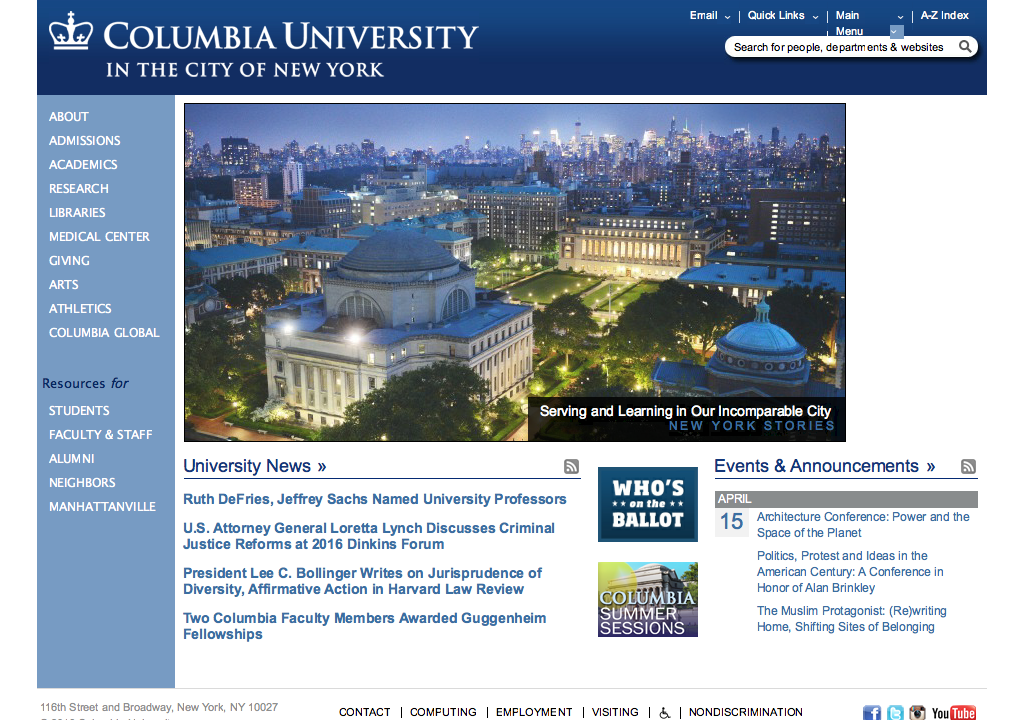 COLUMBIA UNIVERSITY
IN THE CITY OF NEW YORK
Email
Quick Links
Main
Menu
A-Z Index
Search for people, departments & websites
ABOUT
ADMISSIONS
ACADEMICS
RESEARCH
LIBRARIES
MEDICAL CENTER
GIVING
ARTS
ATHLETICS
COLUMBIA GLOBAL
Resources for
STUDENTS
FACULTY & STAFF
ALUMNI
NEIGHBORS
MANHATTANVILLE
Serving and Learning in Our Incomparable City
NEW YORK STORIES
University News »
Ruth DeFries, Jeffrey Sachs Named University Professors
U.S. Attorney General Loretta Lynch Discusses Criminal
Justice Reforms at 2016 Dinkins Forum
President Lee C. Bollinger Writes on Jurisprudence of
Diversity, Affirmative Action in Harvard Law Review
Two Columbia Faculty Members Awarded Guggenheim
Fellowships
WHO'S
on the
BALLOT
COLUMBIA
SUMMER
SESSIONS
Events & Announcements »
APRIL
15
Architecture Conference: Power and the
Space of the Planet
Politics, Protest and Ideas in the
American Century: A Conference in
Honor of Alan Brinkley
The Muslim Protagonist: (Re)writing
Home, Shifting Sites of Belonging
116th Street and Broadway, New York, NY 10027
CONTACT | COMPUTING | EMPLOYMENT | VISITING | | NONDISCRIMINATION
YouTube